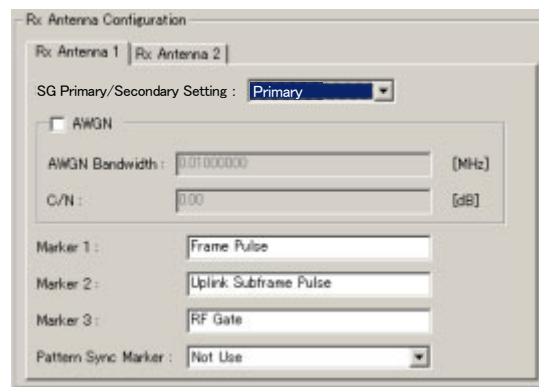 Rx Antenna Configuration
Rx Antenna 1 Rx Antenna 2
SG Primary/Secondary Setting : Primary
AWGN
AWGN Bandwidth : 0.01000000 [MHz]
C/N : 0.00 [dB]
Marker 1 : Frame Pulse
Marker 2 : Uplink Subframe Pulse
Marker 3 : RF Gate
Pattern Sync Marker : Not Use